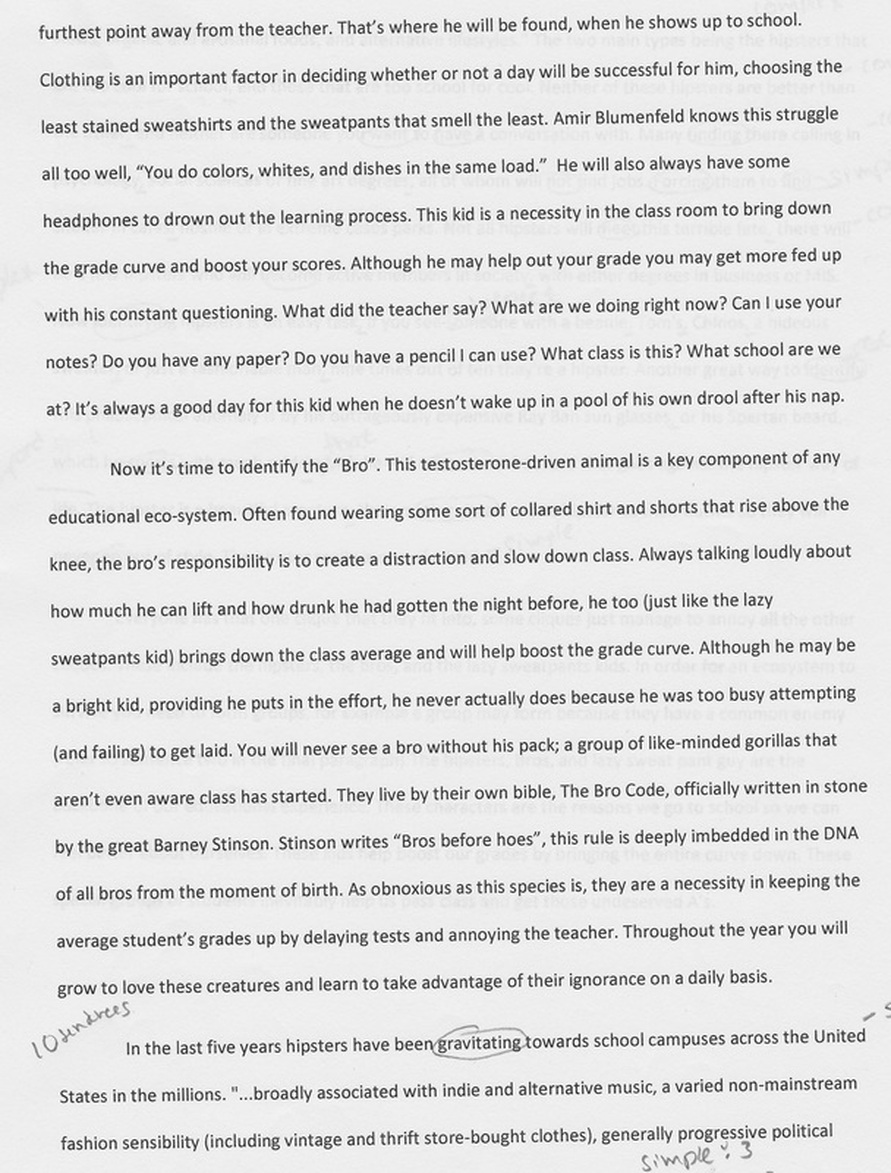 furthest point away from the teacher. That's where he will be found, when he shows up to school.
Clothing is an important factor in deciding whether or not a day will be successful for him, choosing the
least stained sweatshirts and the sweatpants that smell the least. Amir Blumenfeld knows this struggle
all too well, “You do colors, whites, and dishes in the same load.”  He will also always have some
headphones to drown out the learning process. This kid is a necessity in the class room to bring down
the grade curve and boost your scores. Although he may help out your grade you may get more fed up
with his constant questioning. What did the teacher say? What are we doing right now? Can I use your
notes? Do you have any paper? Do you have a pencil I can use? What class is this? What school are we
at? It's always a good day for this kid when he doesn't wake up in a pool of his own drool after his nap.
Now it's time to identify the “Bro”. This testosterone-driven animal is a key component of any
educational eco-system. Often found wearing some sort of collared shirt and shorts that rise above the
knee, the bro's responsibility is to create a distraction and slow down class. Always talking loudly about
how much he can lift and how drunk he had gotten the night before, he too (just like the lazy
sweatpants kid) brings down the class average and will help boost the grade curve. Although he may be
a bright kid, providing he puts in the effort, he never actually does because he was too busy attempting
(and failing) to get laid. You will never see a bro without his pack; a group of like-minded gorillas that
aren't even aware class has started. They live by their own bible, The Bro Code, officially written in stone
by the great Barney Stinson. Stinson writes “Bros before hoes”, this rule is deeply imbedded in the DNA
of all bros from the moment of birth. As obnoxious as this species is, they are a necessity in keeping the
average student's grades up by delaying tests and annoying the teacher. Throughout the year you will
grow to love these creatures and learn to take advantage of their ignorance on a daily basis.
10
In the last five years hipsters have been gravitating towards school campuses across the United
States in the millions. "...broadly associated with indie and alternative music, a varied non-mainstream
fashion sensibility (including vintage and thrift store-bought clothes), generally progressive political
simple: 3